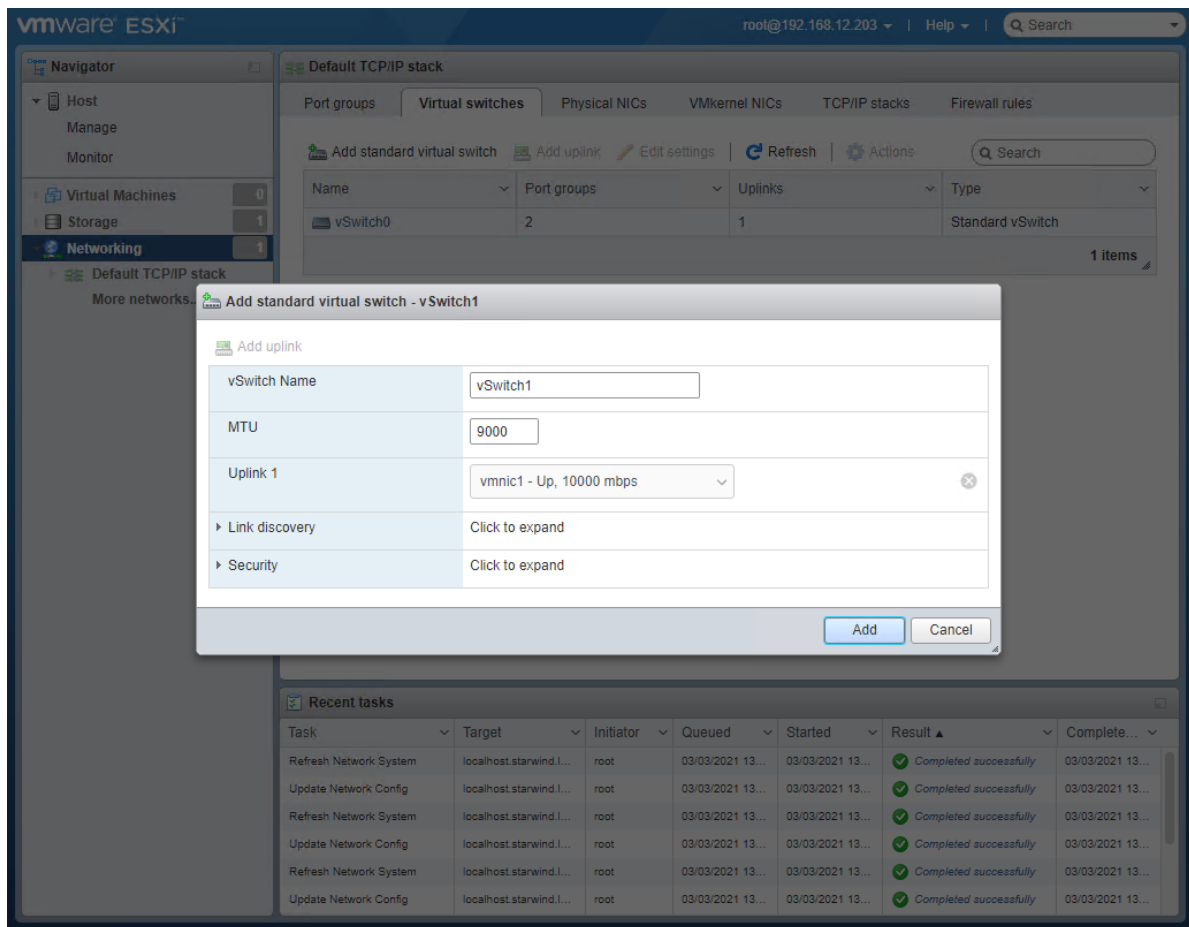 vmware ESXi™
root@192.168.12.203 | Help | Search
Navigator
Host
Manage
Monitor
Virtual Machines 0
Storage 1
Networking 1
Default TCP/IP stack
More networks...
Default TCP/IP stack
Port groups Virtual switches Physical NICs VMkernel NICs TCP/IP stacks Firewall rules
Add standard virtual switch Add uplink Edit settings | Refresh | Actions Search
Name Port groups Uplinks Type
vSwitch0 2 1 Standard vSwitch
1 items
Add standard virtual switch - vSwitch1
Add uplink
vSwitch Name vSwitch1
MTU 9000
Uplink 1 vmnic1 - Up, 10000 mbps
Link discovery Click to expand
Security Click to expand
Add Cancel
Recent tasks
Task Target Initiator Queued Started Result Complete...
Refresh Network System localhost.starwind.l... root 03/03/2021 13... 03/03/2021 13... Completed successfully 03/03/2021 13...
Update Network Config localhost.starwind.l... root 03/03/2021 13... 03/03/2021 13... Completed successfully 03/03/2021 13...
Refresh Network System localhost.starwind.l... root 03/03/2021 13... 03/03/2021 13... Completed successfully 03/03/2021 13...
Update Network Config localhost.starwind.l... root 03/03/2021 13... 03/03/2021 13... Completed successfully 03/03/2021 13...
Refresh Network System localhost.starwind.l... root 03/03/2021 13... 03/03/2021 13... Completed successfully 03/03/2021 13...
Update Network Config localhost.starwind.l... root 03/03/2021 13... 03/03/2021 13... Completed successfully 03/03/2021 13...